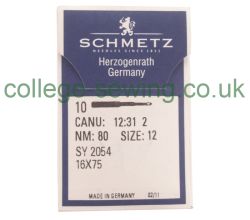 SCHMETZ
NEEDLES SINCE 1851
Herzogenrath
Germany
college-sewing.co.uk
10
CANU: 12:31 2
NM: 80 SIZE: 12
SY 2054
16X75
MADE IN GERMANY 02/11